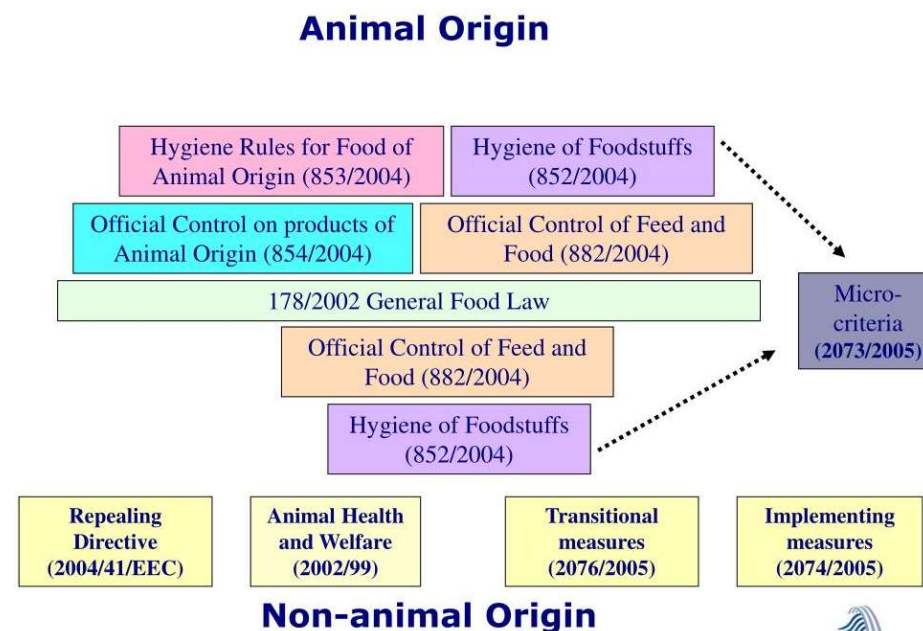 Animal Origin
Hygiene Rules for Food of
Animal Origin (853/2004)
Hygiene of Foodstuffs
(852/2004)
Official Control on products of
Animal Origin (854/2004)
Official Control of Feed and
Food (882/2004)
178/2002 General Food Law
Micro-
criteria
(2073/2005)
Official Control of Feed and
Food (882/2004)
Hygiene of Foodstuffs
(852/2004)
Repealing
Directive
(2004/41/EEC)
Animal Health
and Welfare
(2002/99)
Transitional
measures
(2076/2005)
Implementing
measures
(2074/2005)
Non-animal Origin